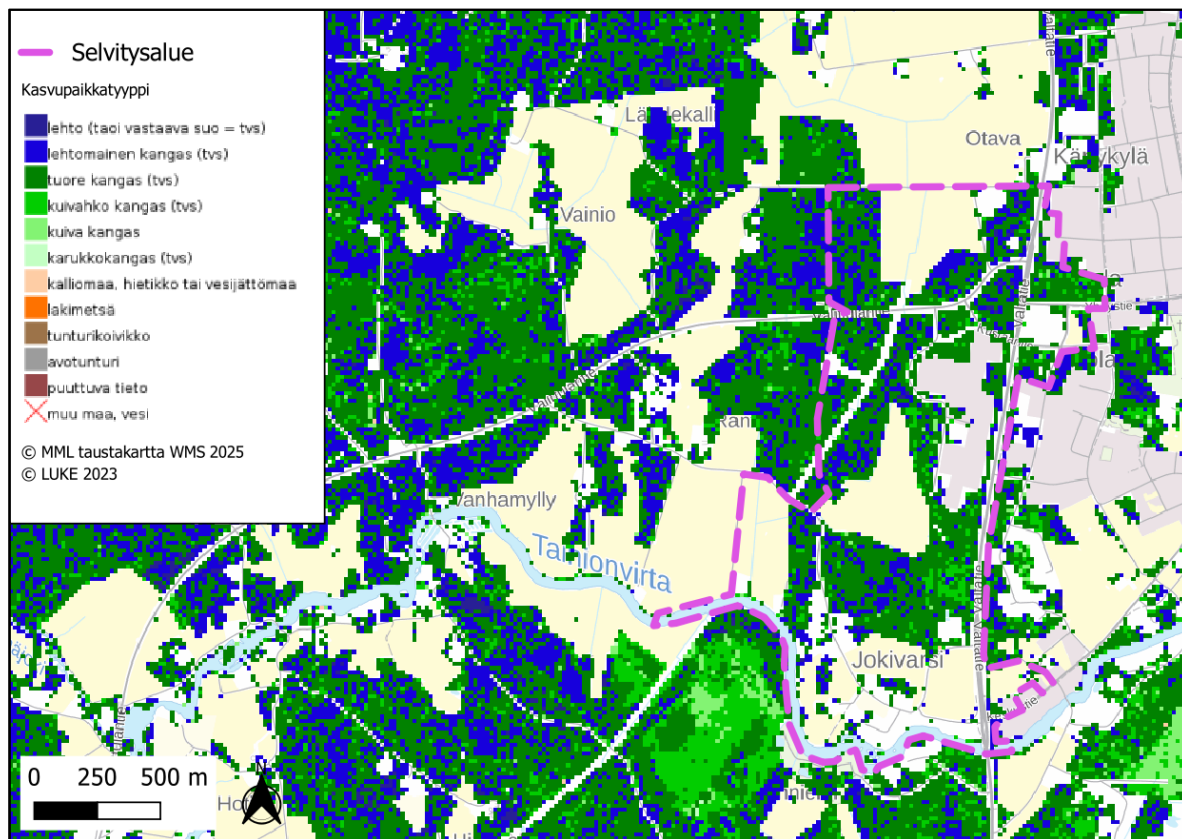 Selvitysalue
Kasvupaikkatyyppi
lehto (taoi vastaava suo = tvs)
lehtomainen kangas (tvs)
tuore kangas (tvs)
kuivahko kangas (tvs)
kuiva kangas
karukkokangas (tvs)
kalliomaa, hietikko tai vesijättömaa
lakimetsä
tunturikoivikko
avotunturi
puuttuva tieto
muu maa, vesi
© MML taustakartta WMS 2025
© LUKE 2023
Otava
Vainio
Vanhamylly
Tamionvirta
Jokivarsi
0 250 500 m
N